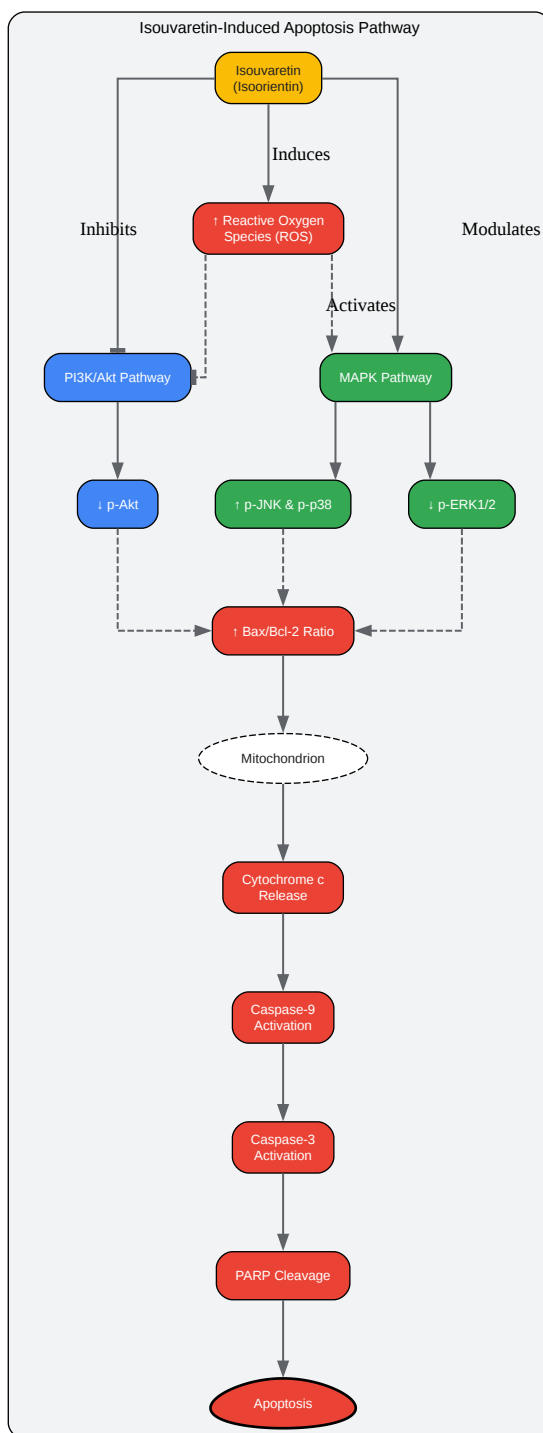 Isouvaretin-Induced Apoptosis Pathway
Isouvaretin
(Isoorientin)
Induces
↑ Reactive Oxygen
Species (ROS)
Inhibits
Modulates
Activates
PI3K/Akt Pathway
MAPK Pathway
↓ p-Akt
↑ p-JNK & p-p38
↓ p-ERK1/2
↑ Bax/Bcl-2 Ratio
Mitochondrion
Cytochrome c
Release
Caspase-9
Activation
Caspase-3
Activation
PARP Cleavage
Apoptosis